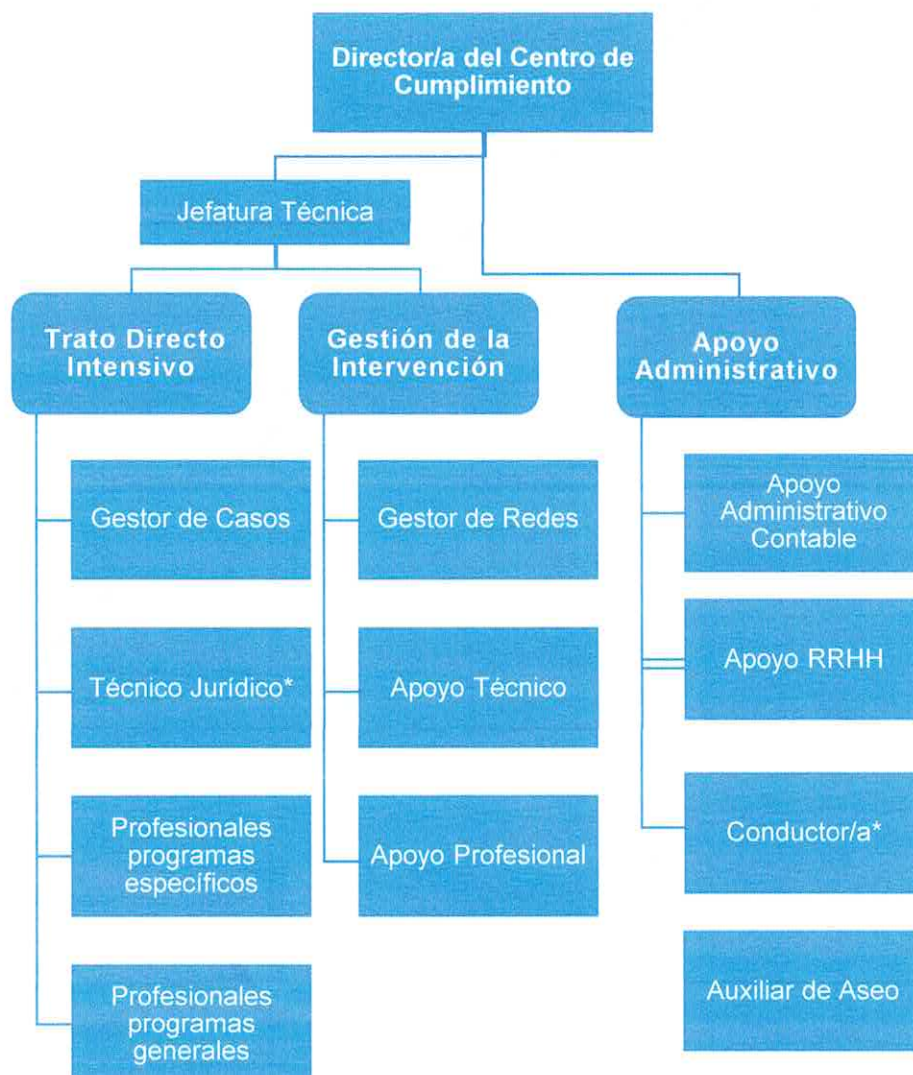 Director/a del Centro de
Cumplimiento
Jefatura Técnica
Trato Directo
Intensivo
Gestión de la
Intervención
Apoyo
Administrativo
Gestor de Casos
Gestor de Redes
Apoyo
Administrativo
Contable
Técnico Jurídico*
Apoyo Técnico
Apoyo RRHH
Profesionales
programas
específicos
Apoyo Profesional
Conductor/a*
Profesionales
programas
generales
Auxiliar de Aseo